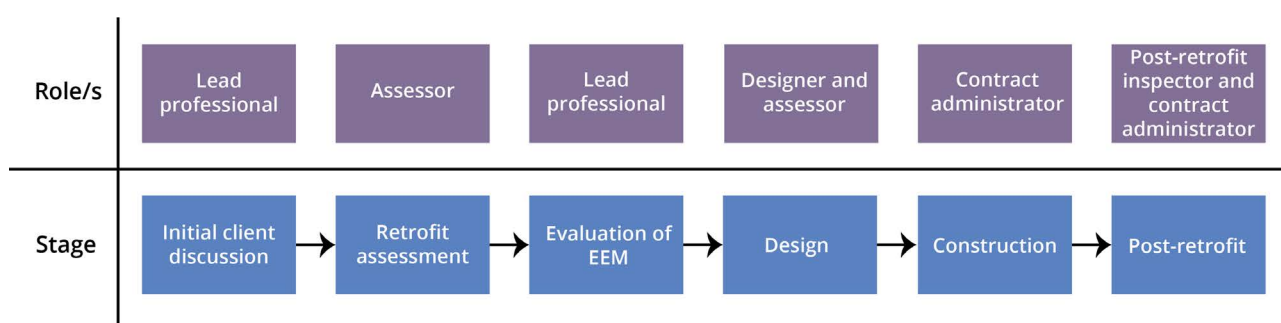 Role/s
Lead
professional
Assessor
Lead
professional
Designer and
assessor
Contract
administrator
Post-retrofit
inspector and
contract
administrator
Stage
Initial client
discussion
Retrofit
assessment
Evaluation of
EEM
Design
Construction
Post-retrofit